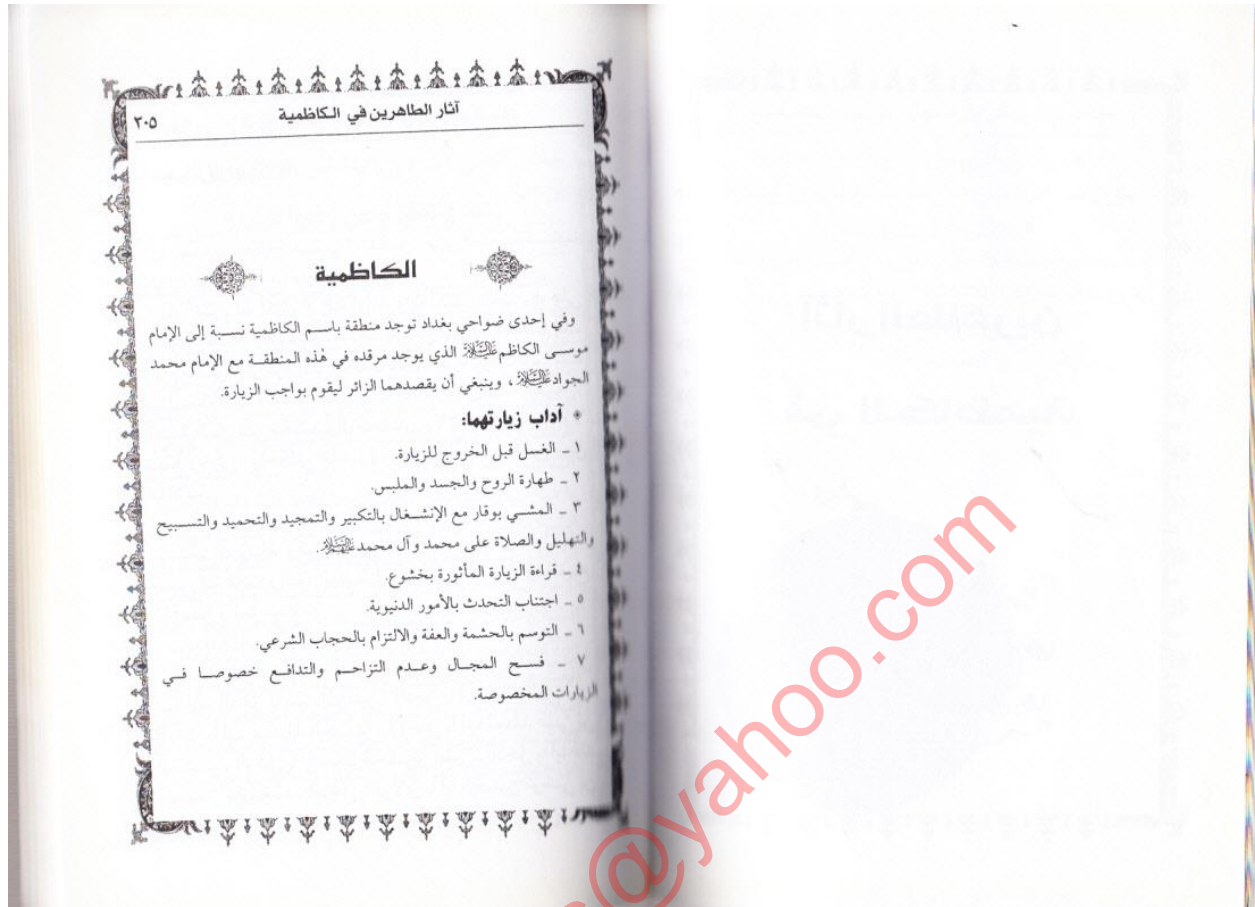 آثار الطاهرين في الكاظمية
٢٠٥
الكاظمية
وفي إحدى ضواحي بغداد توجد منطقة باسم الكاظمية نسبة إلى الإمام
موسى الكاظم عليه السلام الذي يوجد مرقده في هذه المنطقة مع الإمام محمد
الجواد عليه السلام، وينبغي أن يقصدهما الزائر ليقوم بواجب الزيارة.
* آداب زيارتهما:
١ ـ الغسل قبل الخروج للزيارة.
٢ ـ طهارة الروح والجسد والملبس.
٣ ـ المشي بوقار مع الإنشغال بالتكبير والتمجيد والتحميد والتسبيح
والتهليل والصلاة على محمد وآل محمد عليهم السلام.
٤ ـ قراءة الزيارة المأثورة بخشوع.
٥ ـ اجتناب التحدث بالأمور الدنيوية.
٦ ـ التوسم بالحشمة والعفة والالتزام بالحجاب الشرعي.
٧ ـ فسح المجال وعدم التزاحم والتدافع خصوصا في
الزيارات المخصوصة.
s@yahoo.com